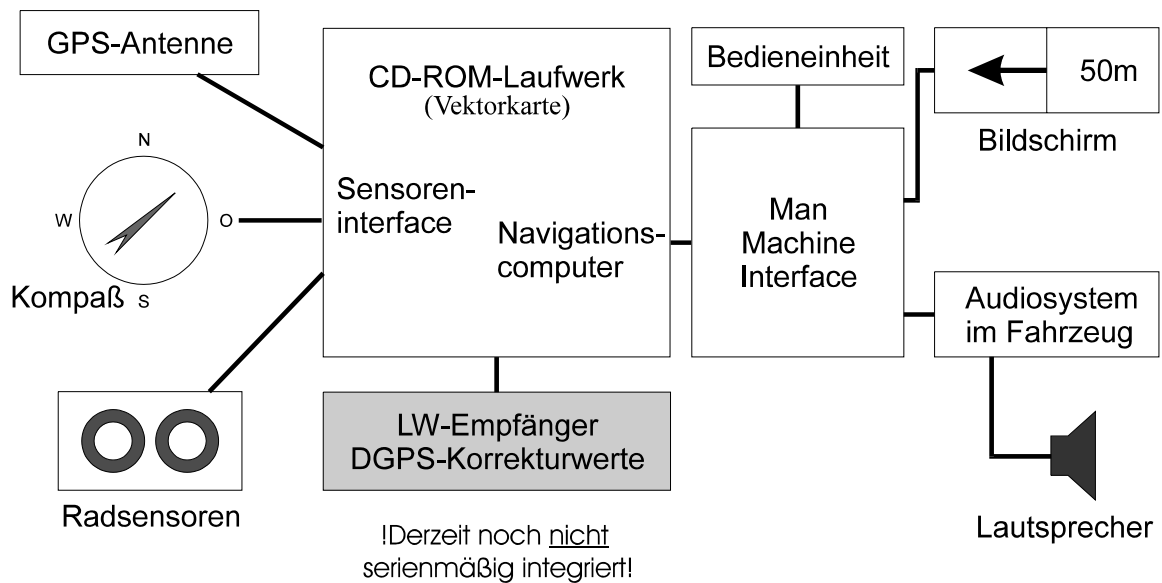 GPS-Antenne
N
W
O
S
Kompaß
Radsensoren
CD-ROM-Laufwerk
(Vektorkarte)
Sensoren-
interface
Navigations-
computer
LW-Empfänger
DGPS-Korrekturwerte
!Derzeit noch nicht
serienmäßig integriert!
Bedieneinheit
Man
Machine
Interface
50m
Bildschirm
Audiosystem
im Fahrzeug
Lautsprecher